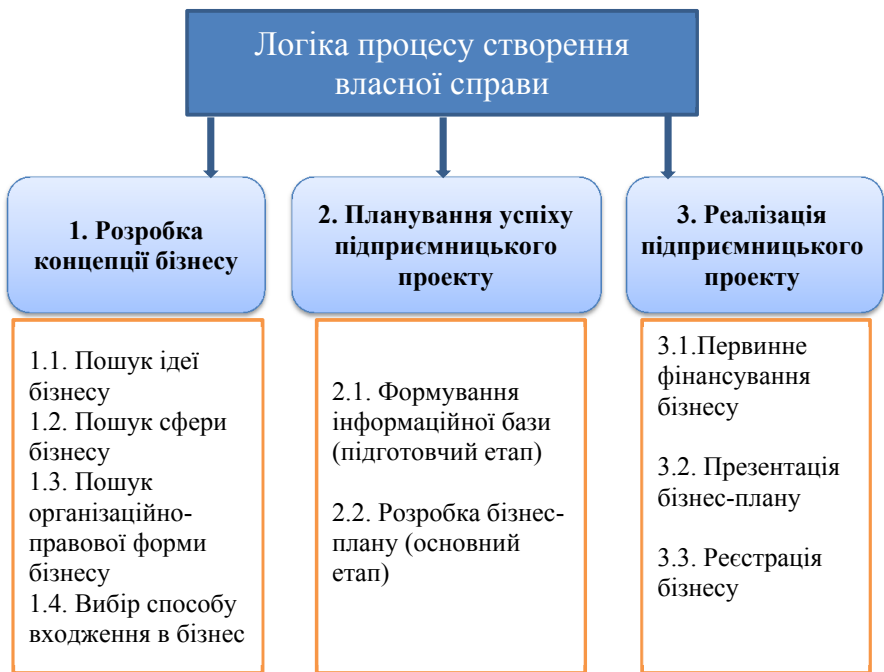 Логіка процесу створення
власної справи
1. Розробка
концепції бізнесу
2. Планування успіху
підприємницького
проекту
3. Реалізація
підприємницького
проекту
1.1. Пошук ідеї
бізнесу
1.2. Пошук сфери
бізнесу
1.3. Пошук
організаційно-
правової форми
бізнесу
1.4. Вибір способу
входження в бізнес
2.1. Формування
інформаційної бази
(підготовчий етап)
2.2. Розробка бізнес-
плану (основний
етап)
3.1.Первинне
фінансування
бізнесу
3.2. Презентація
бізнес-плану
3.3. Реєстрація
бізнесу